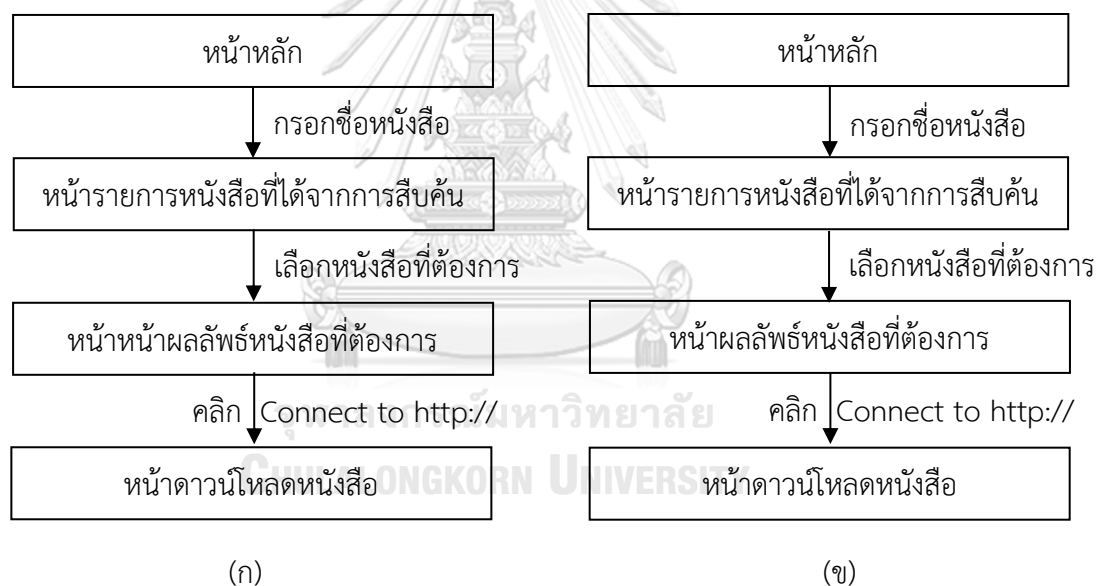 หน้าหลัก
กรอกชื่อหนังสือ
หน้ารายการหนังสือที่ได้จากการสืบค้น
เลือกหนังสือที่ต้องการ
หน้าหน้าผลลัพธ์หนังสือที่ต้องการ
คลิก Connect to http://
หน้าดาวน์โหลดหนังสือ
(ก)
หน้าหลัก
กรอกชื่อหนังสือ
หน้ารายการหนังสือที่ได้จากการสืบค้น
เลือกหนังสือที่ต้องการ
หน้าผลลัพธ์หนังสือที่ต้องการ
คลิก Connect to http://
หน้าดาวน์โหลดหนังสือ
(ข)
จุฬาลงกรณ์มหาวิทยาลัย
CHULALONGKORN UNIVERSITY